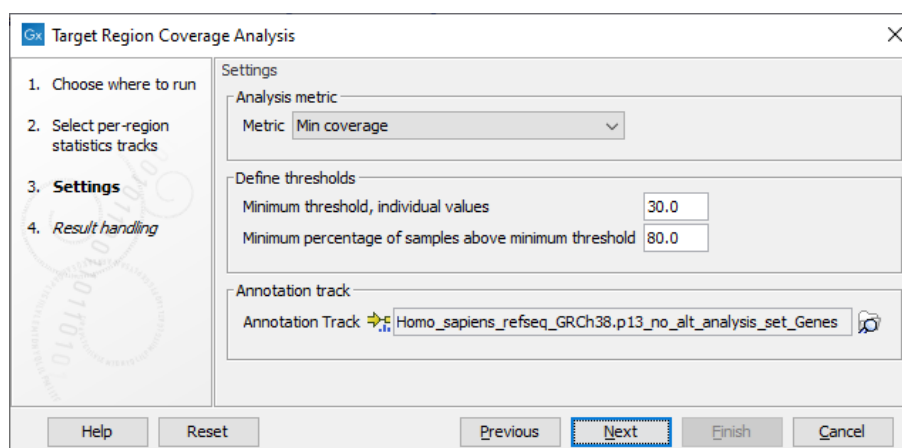 Gx Target Region Coverage Analysis
1. Choose where to run
2. Select per-region
statistics tracks
3. Settings
4. Result handling
Settings
Analysis metric
Metric Min coverage
Define thresholds
Minimum threshold, individual values 30.0
Minimum percentage of samples above minimum threshold 80.0
Annotation track
Annotation Track Homo_sapiens_refseq_GRCh38.p13_no_alt_analysis_set_Genes
Help Reset Previous Next Finish Cancel